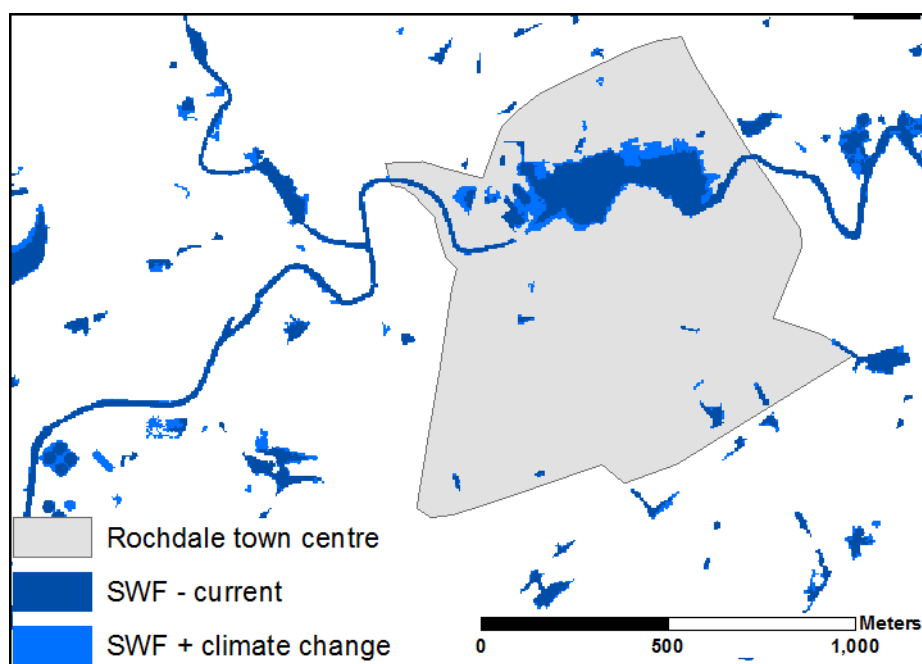 Rochdale town centre
SWF - current
SWF + climate change
Meters
0 500 1,000